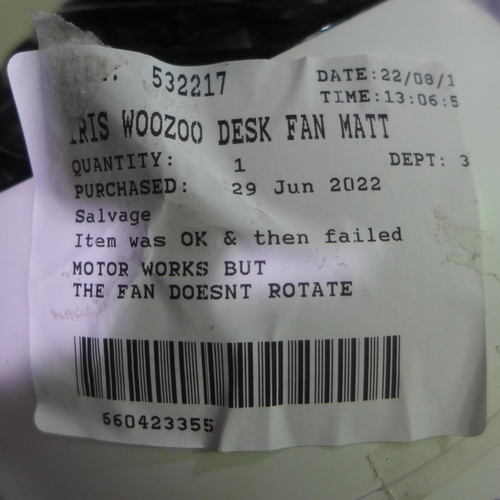 532217 DATE:22/08/1
TIME:13:06:5
IRIS WOOZOO DESK FAN MATT
QUANTITY: 1 DEPT: 3
PURCHASED: 29 Jun 2022
Salvage
Item was OK & then failed
MOTOR WORKS BUT
THE FAN DOESNT ROTATE
660423355